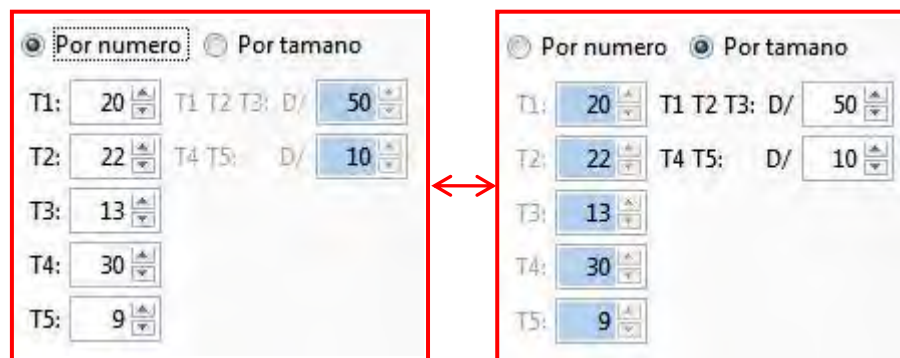 Por numero Por tamano
T1: 20 T1 T2 T3: D/ 50
T2: 22 T4 T5: D/ 10
T3: 13
T4: 30
T5: 9
Por numero Por tamano
T1: 20 T1 T2 T3: D/ 50
T2: 22 T4 T5: D/ 10
T3: 13
T4: 30
T5: 9